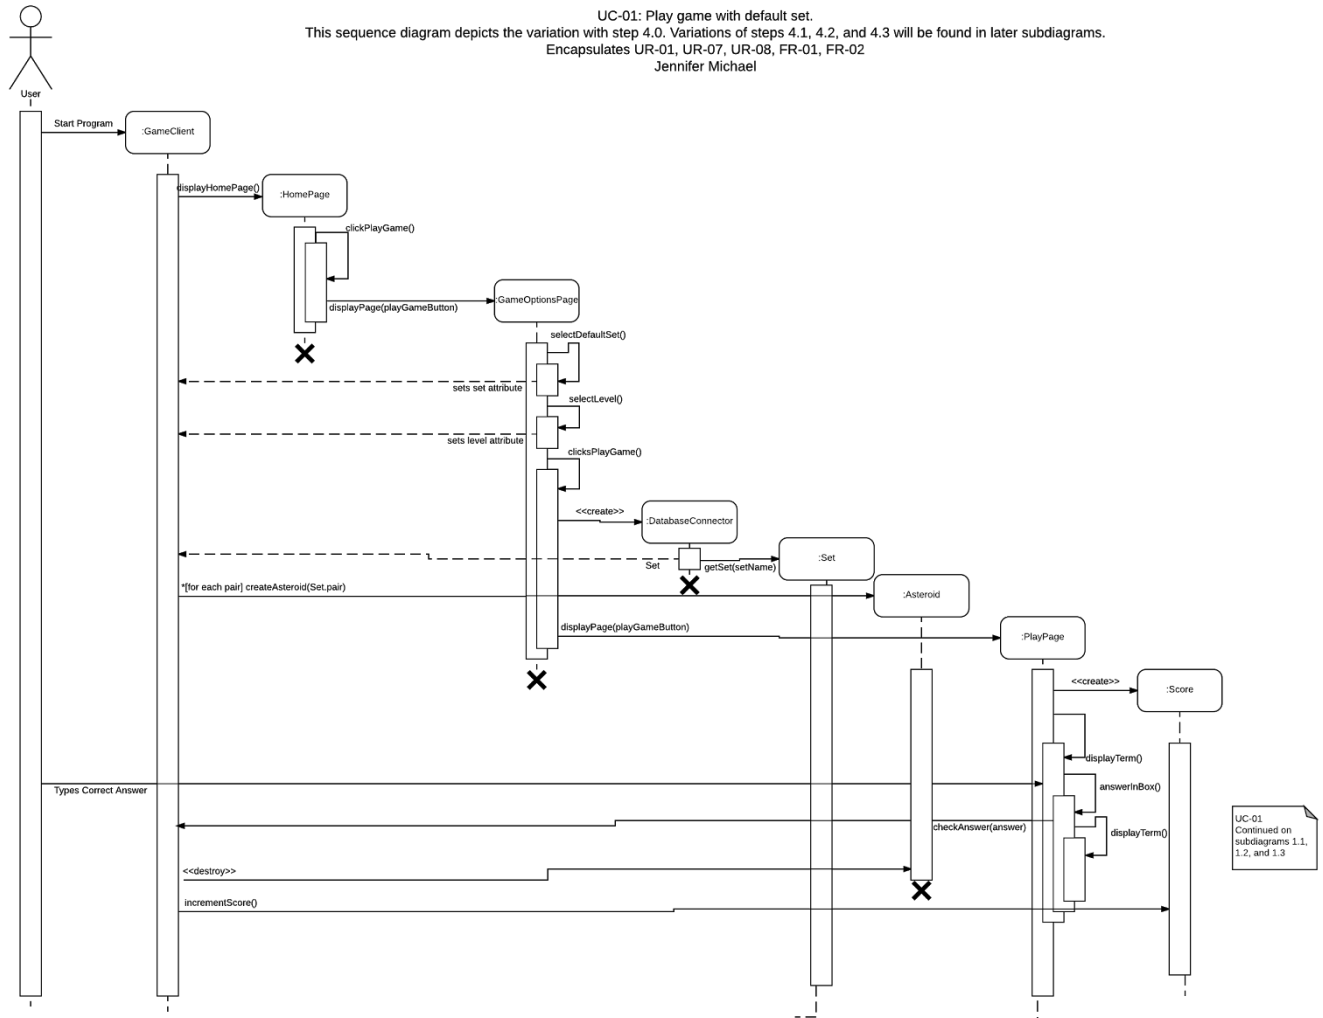 UC-01: Play game with default set.
This sequence diagram depicts the variation with step 4.0. Variations of steps 4.1, 4.2, and 4.3 will be found in later subdiagrams.
Encapsulates UR-01, UR-07, UR-08, FR-01, FR-02
Jennifer Michael
User
Start Program
:GameClient
displayHomePage()
:HomePage
clickPlayGame()
:GameOptionsPage
displayPage(playGameButton)
selectDefaultSet()
sets set attribute
selectLevel()
sets level attribute
clicksPlayGame()
<<create>>
:DatabaseConnector
:Set
Set
getSet(setName)
*[for each pair] createAsteroid(Set.pair)
:Asteroid
displayPage(playGameButton)
:PlayPage
<<create>>
:Score
displayTerm()
Types Correct Answer
answerInBox()
checkAnswer(answer)
displayTerm()
UC-01
Continued on
subdiagrams 1.1,
1.2, and 1.3
<<destroy>>
incrementScore()